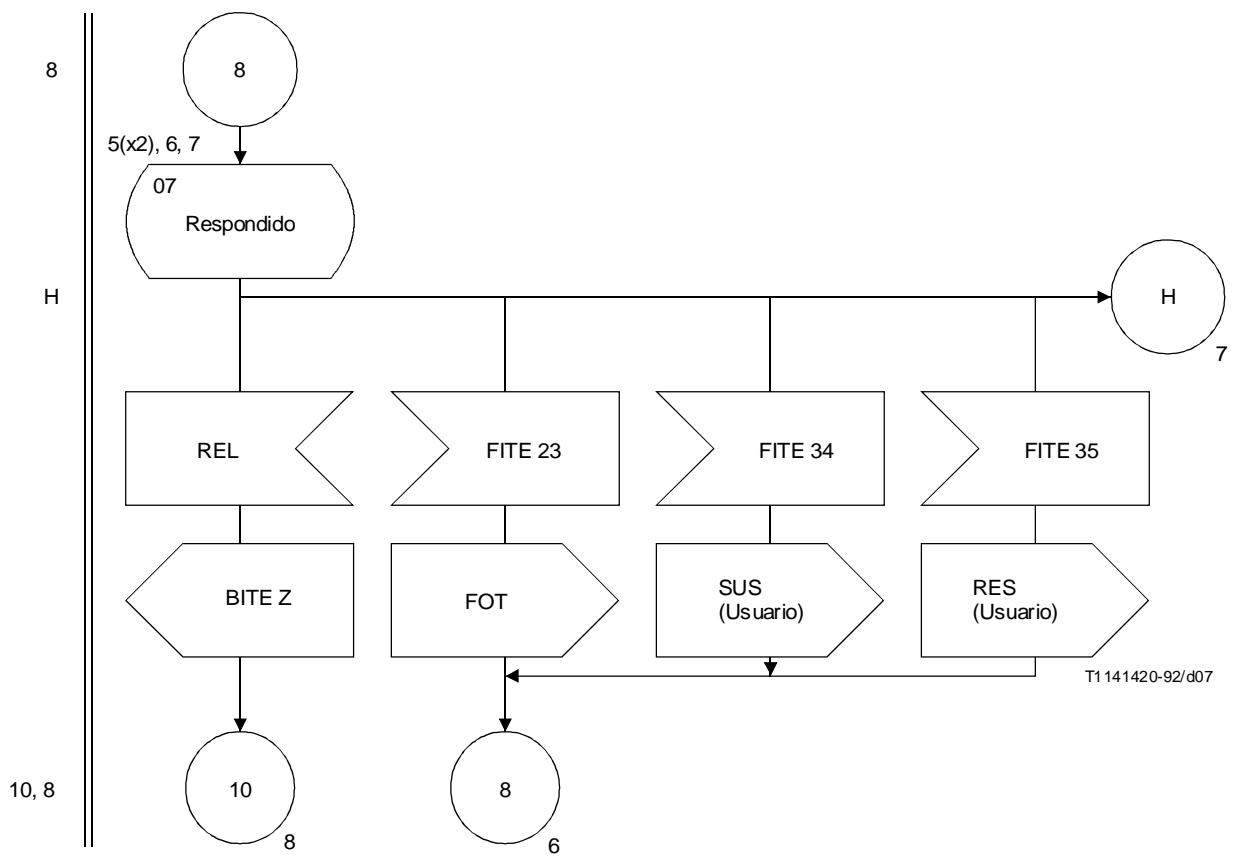 8
8
5(x2), 6, 7
07
Respondido
H
H
7
REL
FITE 23
FITE 34
FITE 35
BITE Z
FOT
SUS
(Usuario)
RES
(Usuario)
T1141420-92/d07
10, 8
10
8
8
6